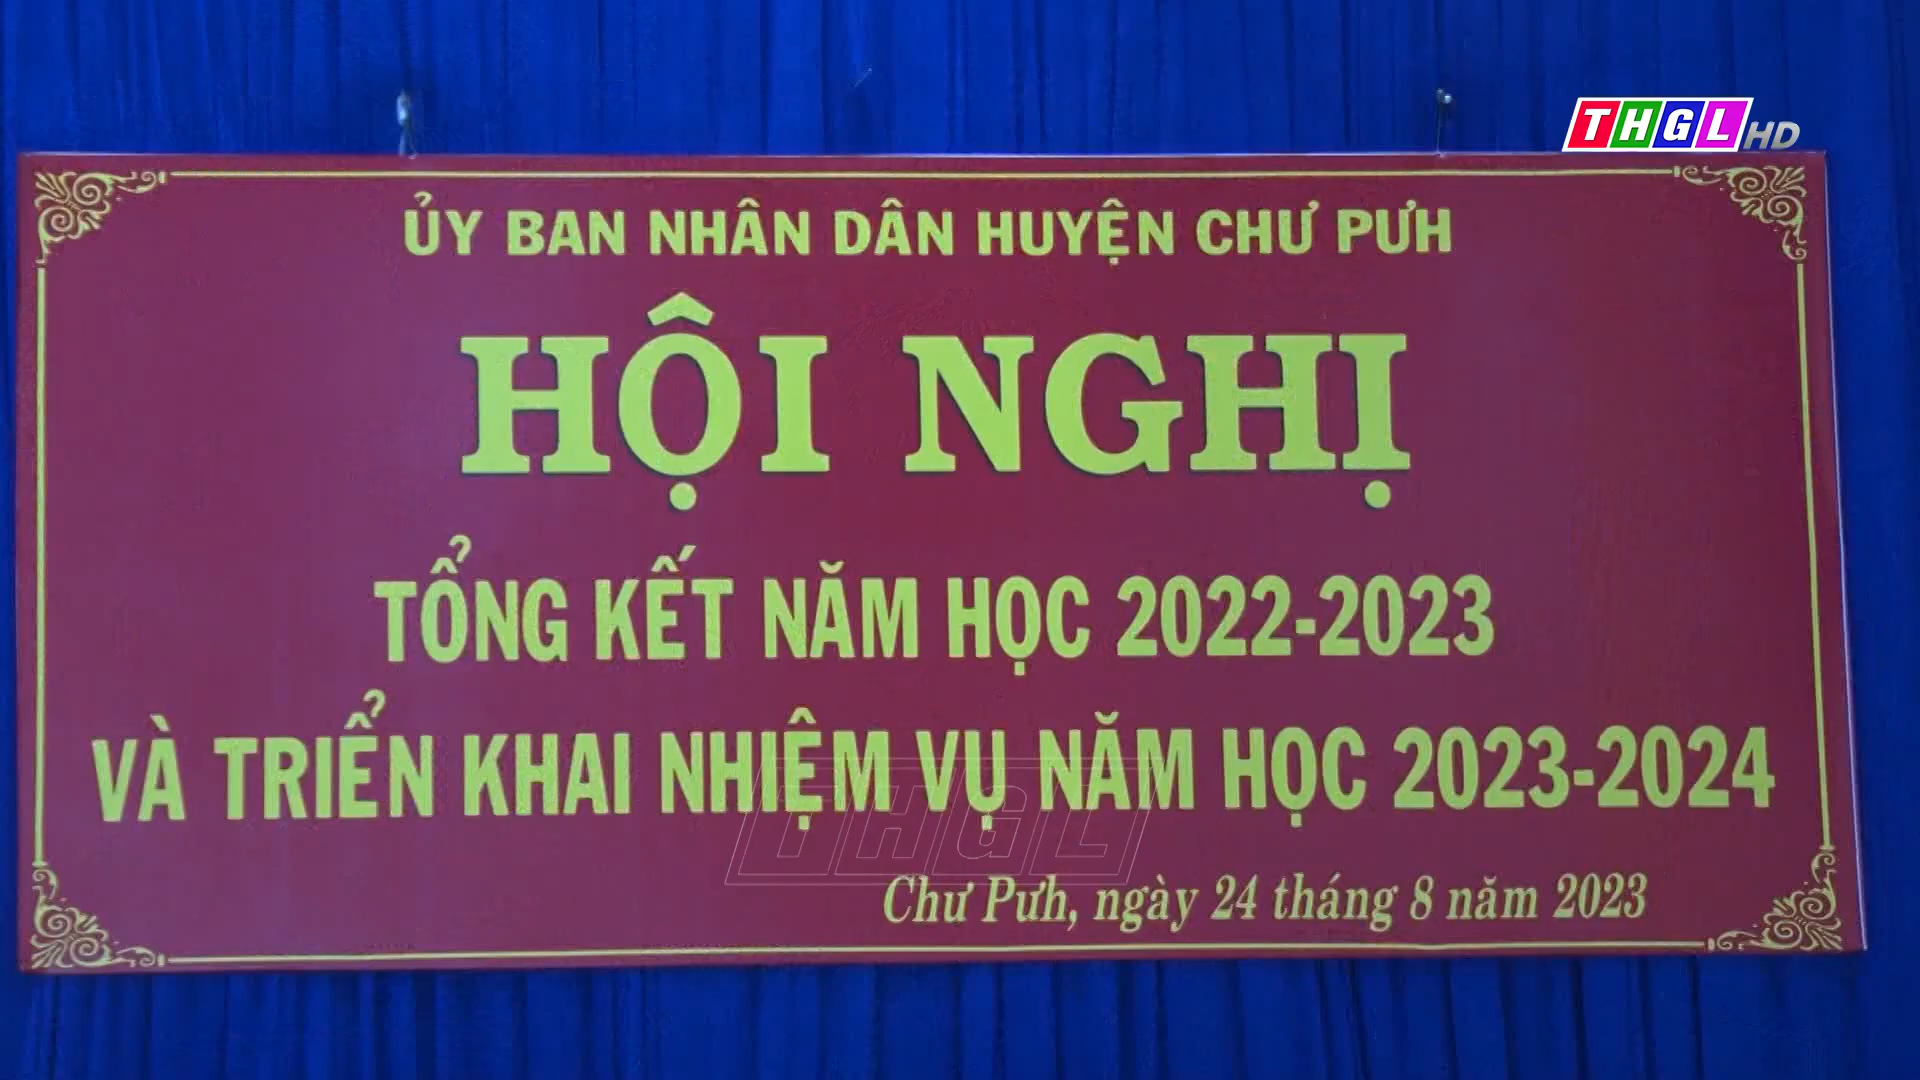 THGL HD
ỦY BAN NHÂN DÂN HUYỆN CHƯ PƯH
HỘI NGHỊ
TỔNG KẾT NĂM HỌC 2022-2023
VÀ TRIỂN KHAI NHIỆM VỤ NĂM HỌC 2023-2024
THGL
Chư Pưh, ngày 24 tháng 8 năm 2023